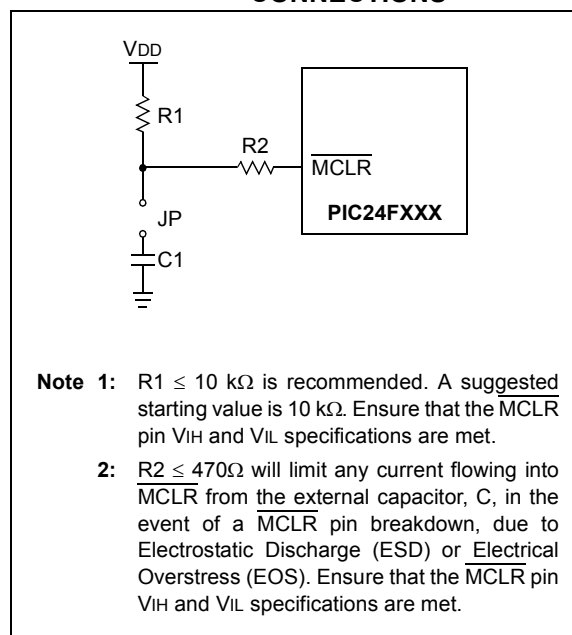 CONNECTIONS
VDD
R1
R2
MCLR
JP
PIC24FXXX
C1
Note 1: R1 ≤ 10 kΩ is recommended. A suggested
starting value is 10 kΩ. Ensure that the MCLR
pin VIH and VIL specifications are met.
2: R2 ≤ 470Ω will limit any current flowing into
MCLR from the external capacitor, C, in the
event of a MCLR pin breakdown, due to
Electrostatic Discharge (ESD) or Electrical
Overstress (EOS). Ensure that the MCLR pin
VIH and VIL specifications are met.